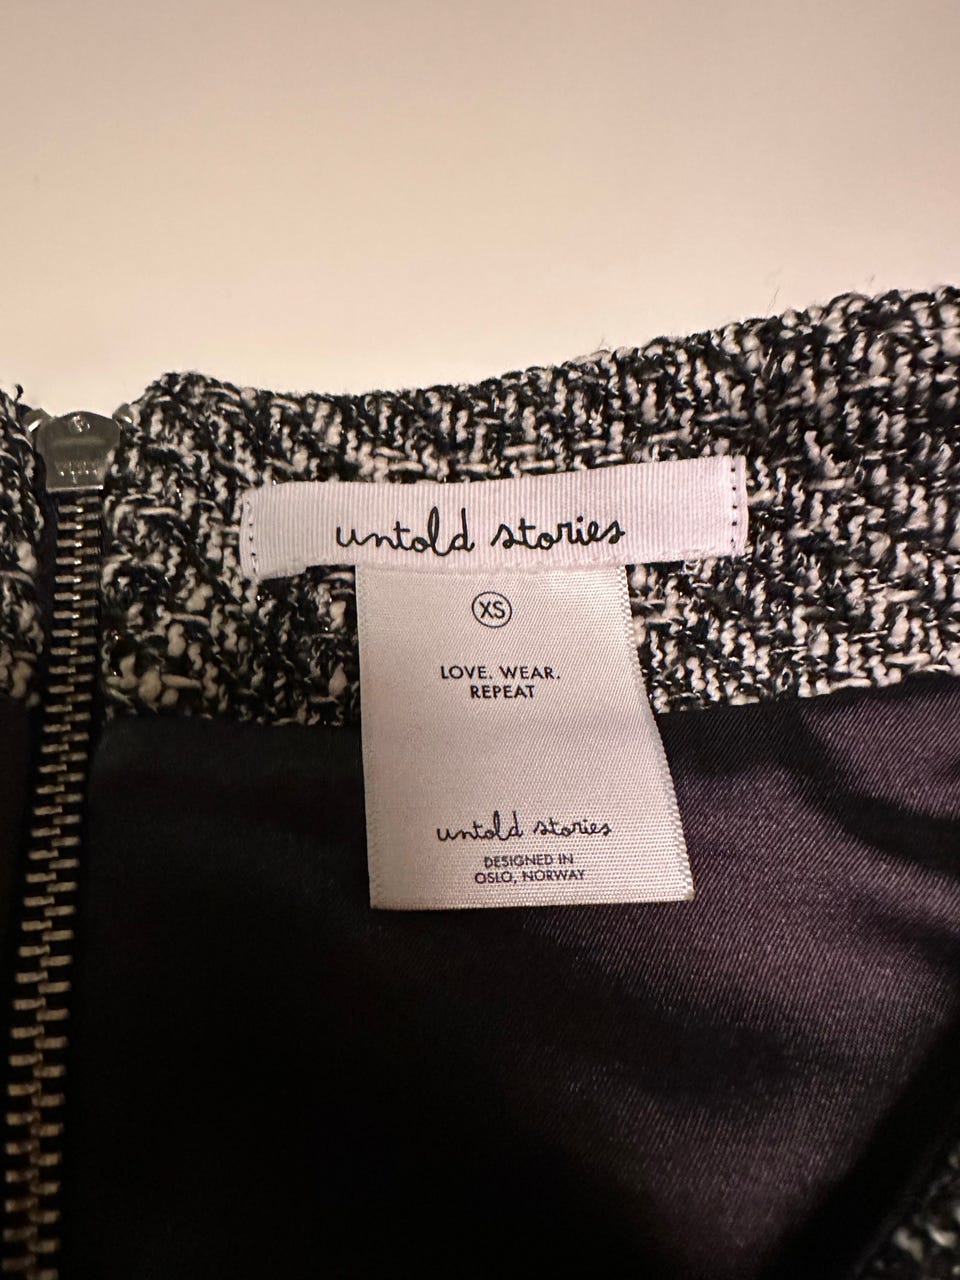 untold stories
XS
LOVE. WEAR.
REPEAT
untold stories
DESIGNED IN
OSLO, NORWAY